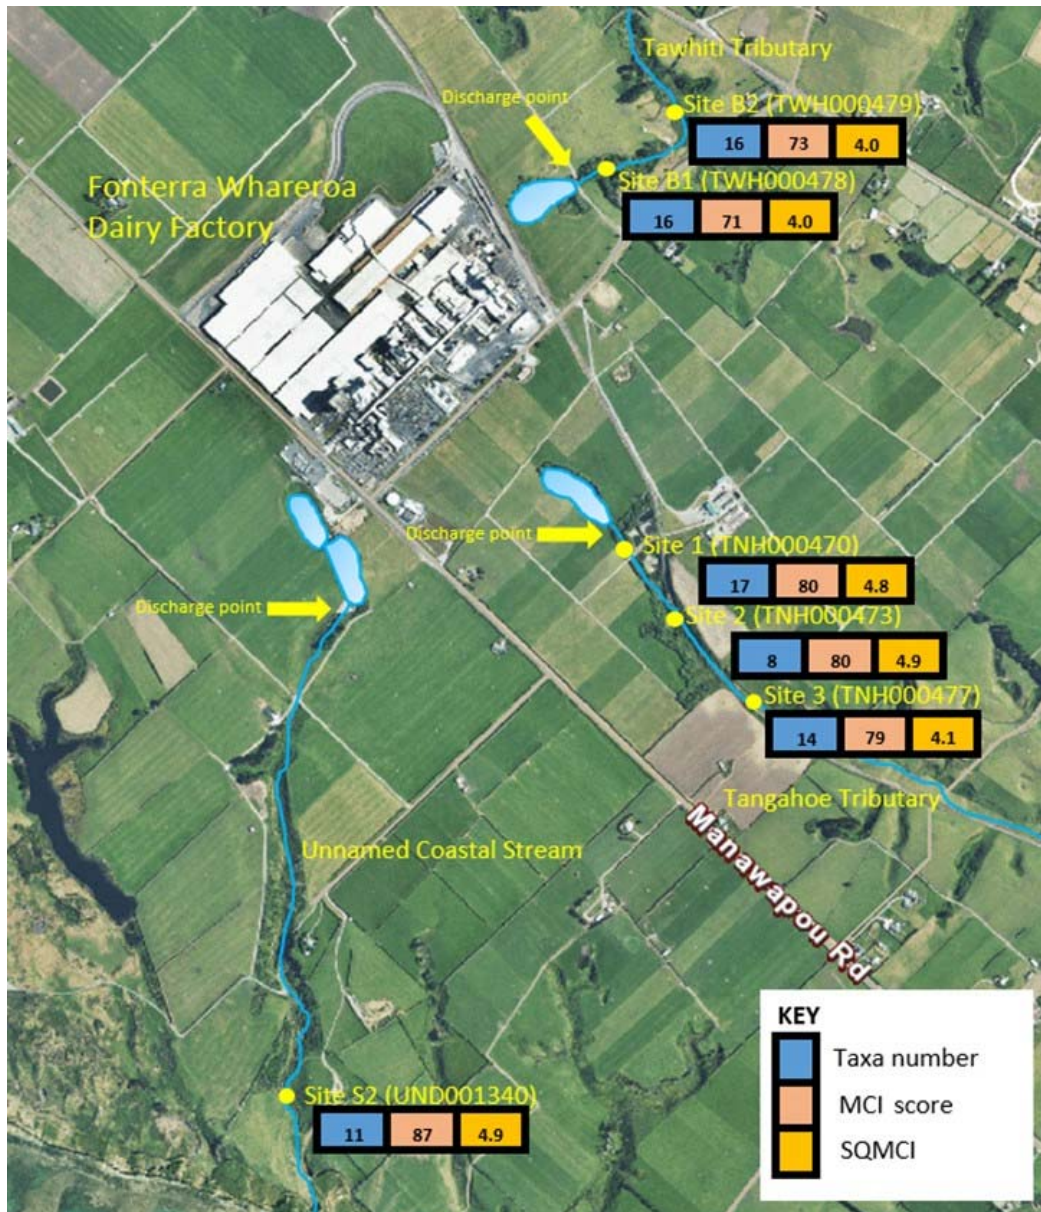 Tawhiti Tributary
Discharge point
Site B2 (TWH000479)
16 73 4.0
Site B1 (TWH000478)
16 71 4.0
Fonterra Whareroa
Dairy Factory
Discharge point
Site 1 (TNH000470)
17 80 4.8
Discharge point
Site 2 (TNH000473)
8 80 4.9
Site 3 (TNH000477)
14 79 4.1
Tangahoe Tributary
Manawapou Rd
Unnamed Coastal Stream
KEY
Taxa number
MCI score
SQMCI
Site S2 (UND001340)
11 87 4.9